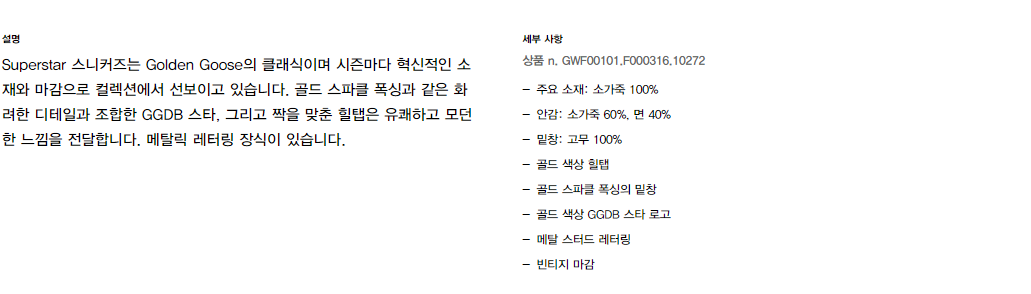 설명
Superstar 스니커즈는 Golden Goose의 클래식이며 시즌마다 혁신적인 소
재와 마감으로 컬렉션에서 선보이고 있습니다. 골드 스파클 폭싱과 같은 화
려한 디테일과 조합한 GGDB 스타, 그리고 짝을 맞춘 힐탭은 유쾌하고 모던
한 느낌을 전달합니다. 메탈릭 레터링 장식이 있습니다.
세부 사항
상품 n. GWF00101.F000316.10272
– 주요 소재: 소가죽 100%
– 안감: 소가죽 60%, 면 40%
– 밑창: 고무 100%
– 골드 색상 힐탭
– 골드 스파클 폭싱의 밑창
– 골드 색상 GGDB 스타 로고
– 메탈 스터드 레터링
– 빈티지 마감